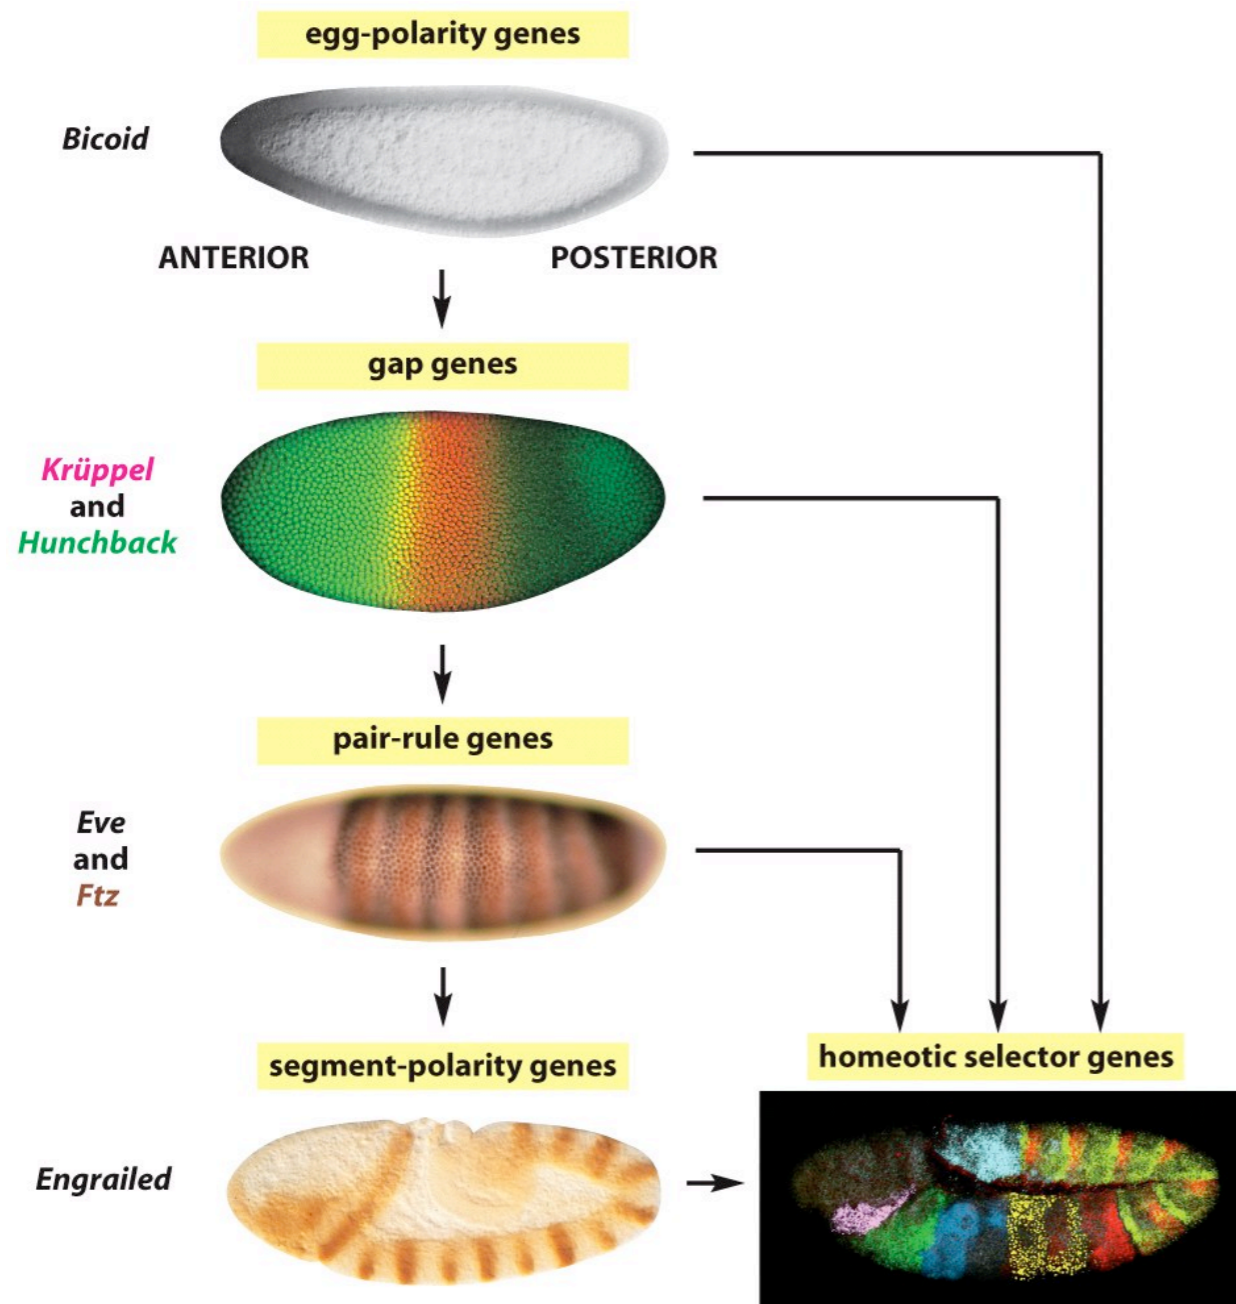 egg-polarity genes
Bicoid
ANTERIOR
POSTERIOR
gap genes
Krüppel
and
Hunchback
pair-rule genes
Eve
and
Ftz
segment-polarity genes
homeotic selector genes
Engrailed